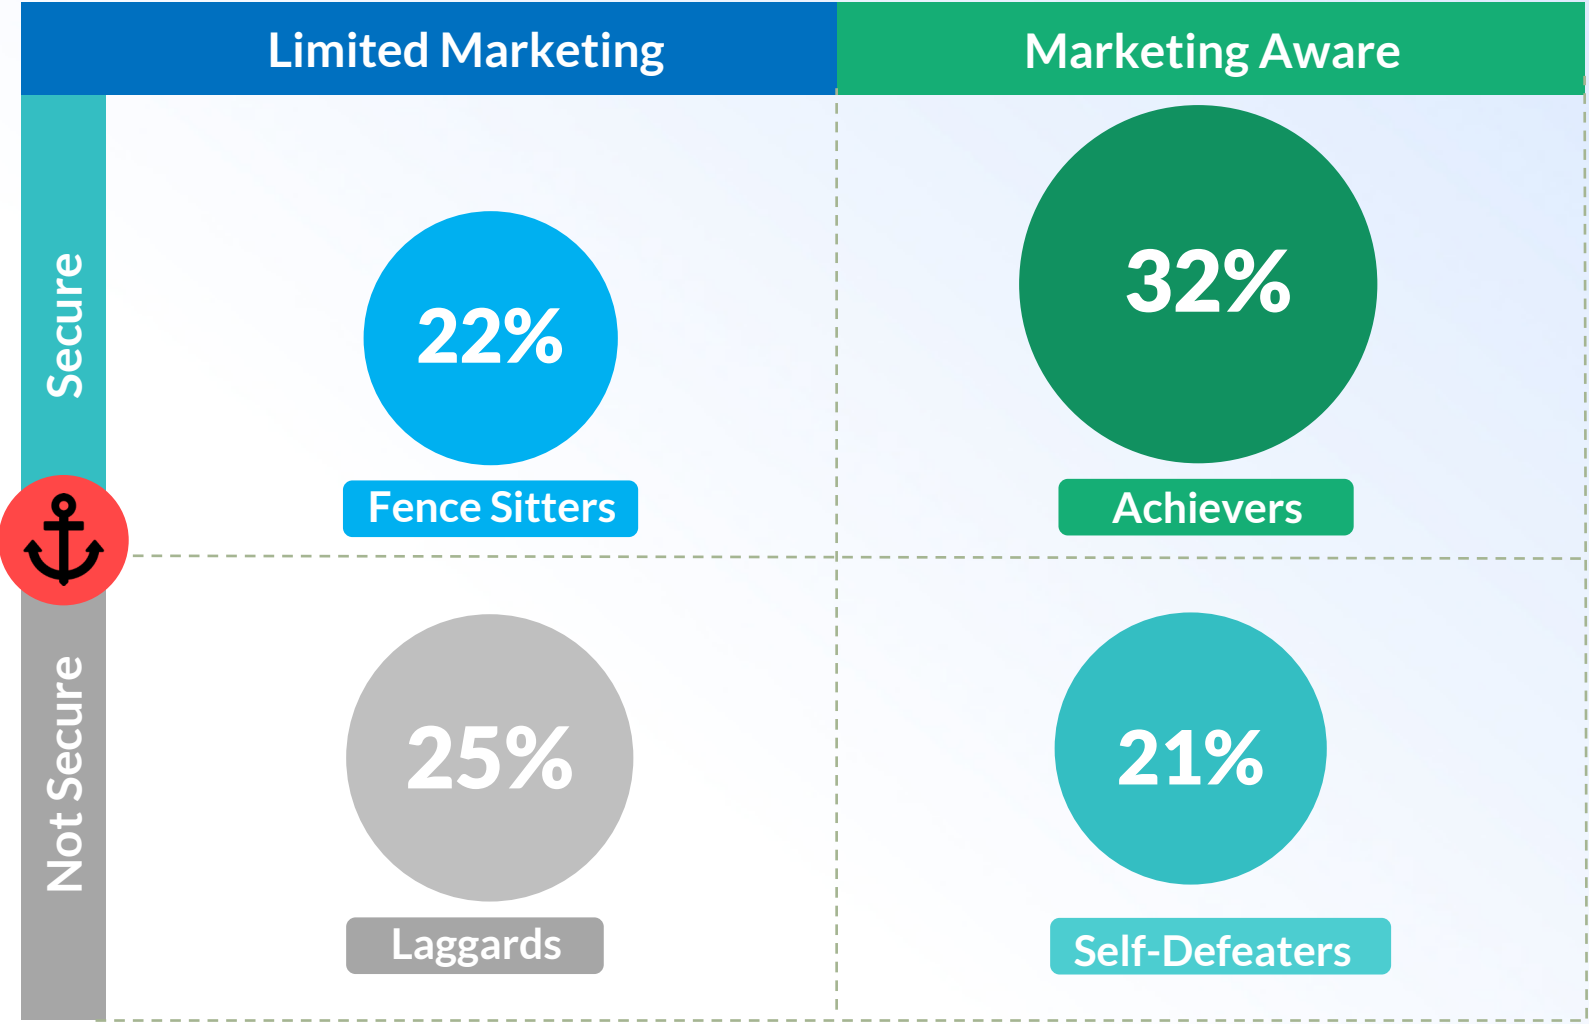 Limited Marketing
Marketing Aware
Secure
22%
Fence Sitters
32%
Achievers
Not Secure
25%
Laggards
21%
Self-Defeaters